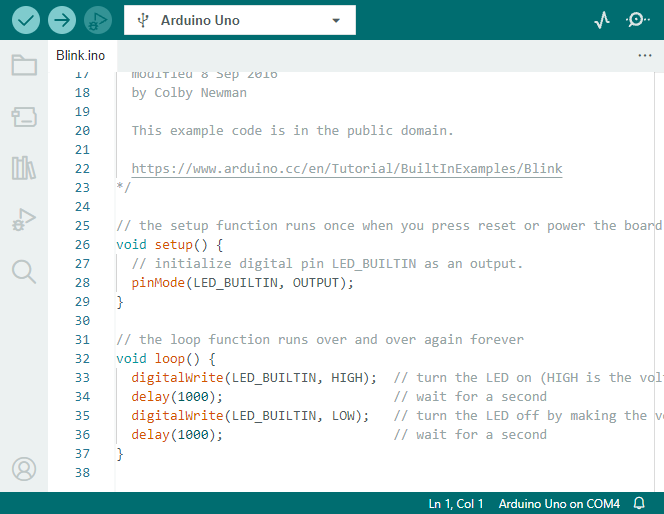 Arduino Uno
Blink.ino
17 modified 8 Sep 2016
18 by Colby Newman
19
20 This example code is in the public domain.
21
22 https://www.arduino.cc/en/Tutorial/BuiltInExamples/Blink
23 */
24
25 // the setup function runs once when you press reset or power the board
26 void setup() {
27 // initialize digital pin LED_BUILTIN as an output.
28 pinMode(LED_BUILTIN, OUTPUT);
29 }
30
31 // the loop function runs over and over again forever
32 void loop() {
33 digitalWrite(LED_BUILTIN, HIGH); // turn the LED on (HIGH is the vol
34 delay(1000); // wait for a second
35 digitalWrite(LED_BUILTIN, LOW); // turn the LED off by making the v
36 delay(1000); // wait for a second
37 }
38
Ln 1, Col 1 Arduino Uno on COM4